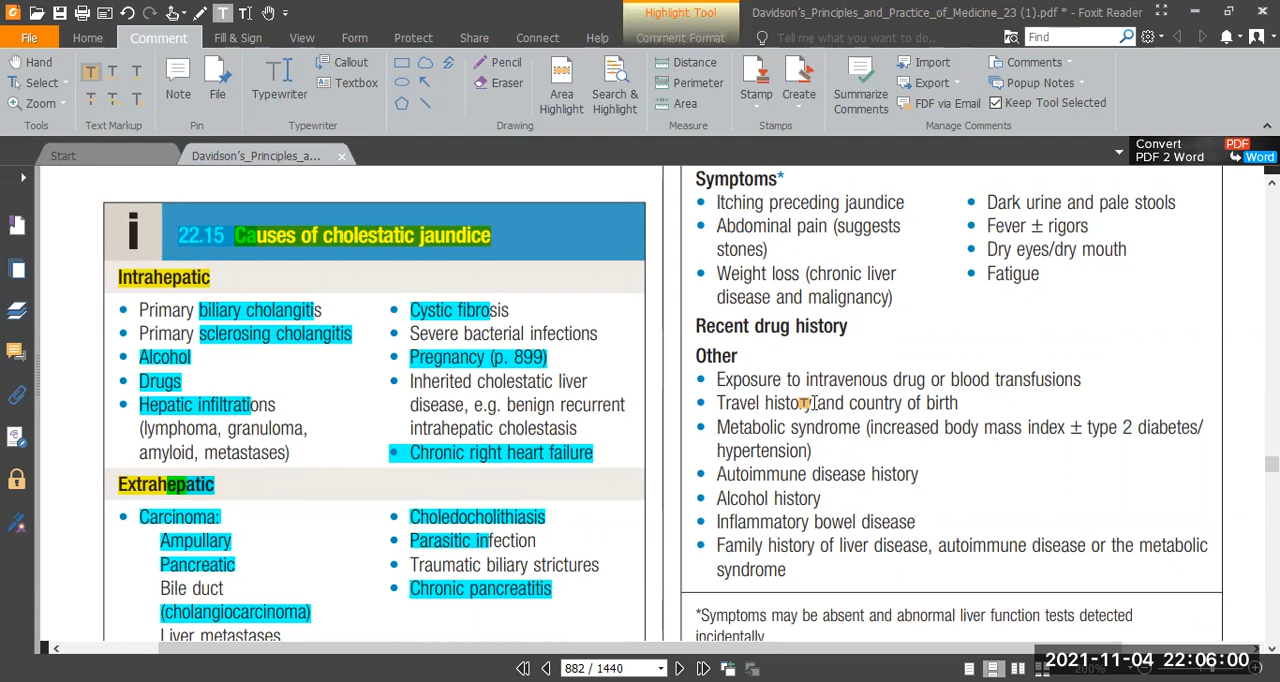 Highlight Tool
Davidson's_Principles_and_Practice_of_Medicine_23 (1).pdf * - Foxit Reader
File Home Comment Fill & Sign View Form Protect Share Connect Help Comment Format Tell me what you want to do... Find
Hand
Select
Zoom
Tools
Text Markup
Note
File
Pin
Typewriter
Callout
Textbox
Typewriter
Pencil
Eraser
Drawing
Area Highlight
Search & Highlight
Distance
Perimeter
Area
Measure
Stamp
Create
Stamps
Summarize Comments
Import
Export
FDF via Email
Comments
Popup Notes
Keep Tool Selected
Manage Comments
Start
Davidson's_Principles_a...
Convert PDF
PDF 2 Word Word
i 22.15 Causes of cholestatic jaundice
Intrahepatic
• Primary biliary cholangitis
• Primary sclerosing cholangitis
• Alcohol
• Drugs
• Hepatic infiltrations
(lymphoma, granuloma,
amyloid, metastases)
• Cystic fibrosis
• Severe bacterial infections
• Pregnancy (p. 899)
• Inherited cholestatic liver
disease, e.g. benign recurrent
intrahepatic cholestasis
• Chronic right heart failure
Extrahepatic
• Carcinoma:
Ampullary
Pancreatic
Bile duct
(cholangiocarcinoma)
Liver metastases
• Choledocholithiasis
• Parasitic infection
• Traumatic biliary strictures
• Chronic pancreatitis
Symptoms*
• Itching preceding jaundice
• Abdominal pain (suggests
stones)
• Weight loss (chronic liver
disease and malignancy)
• Dark urine and pale stools
• Fever ± rigors
• Dry eyes/dry mouth
• Fatigue
Recent drug history
Other
• Exposure to intravenous drug or blood transfusions
• Travel history and country of birth
• Metabolic syndrome (increased body mass index ± type 2 diabetes/
hypertension)
• Autoimmune disease history
• Alcohol history
• Inflammatory bowel disease
• Family history of liver disease, autoimmune disease or the metabolic
syndrome
*Symptoms may be absent and abnormal liver function tests detected
incidentally
882 / 1440
2021-11-04 22:06:00
200%